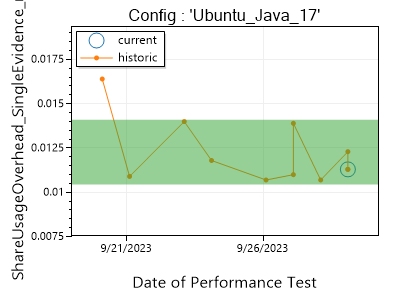 Config : 'Ubuntu_Java_17'
current
historic
ShareUsageOverhead_SingleEvidence_
0.0175
0.015
0.0125
0.01
0.0075
9/21/2023
9/26/2023
Date of Performance Test